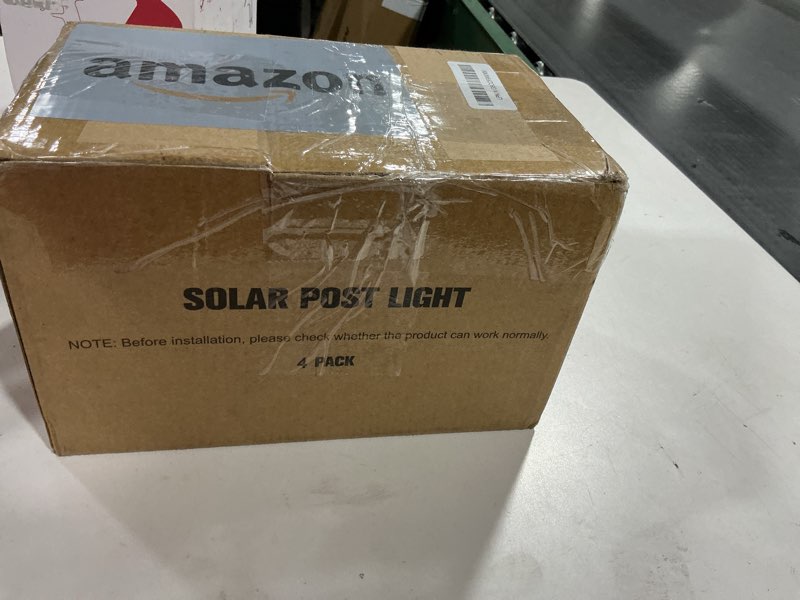 amazon
SOLAR POST LIGHT
NOTE: Before installation, please check whether the product can work normally.
4 PACK